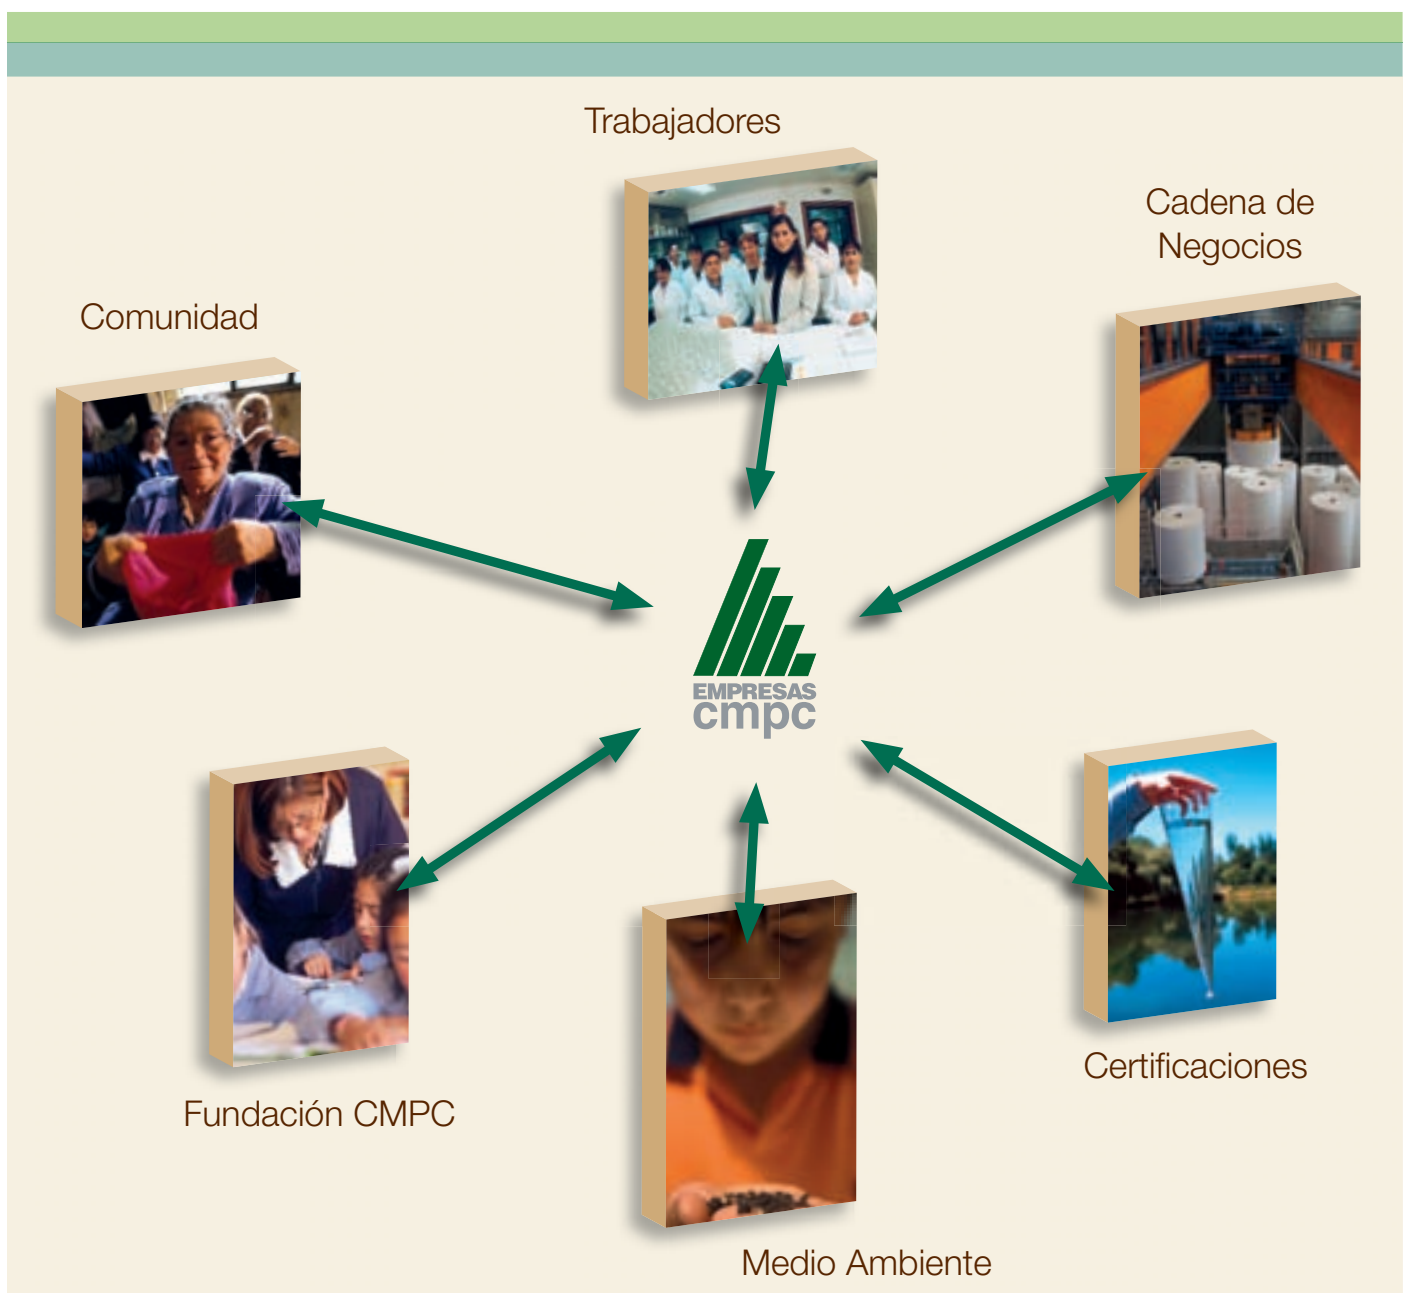 Trabajadores
Cadena de
Negocios
Comunidad
EMPRESAS
cmpc
Certificaciones
Fundación CMPC
Medio Ambiente